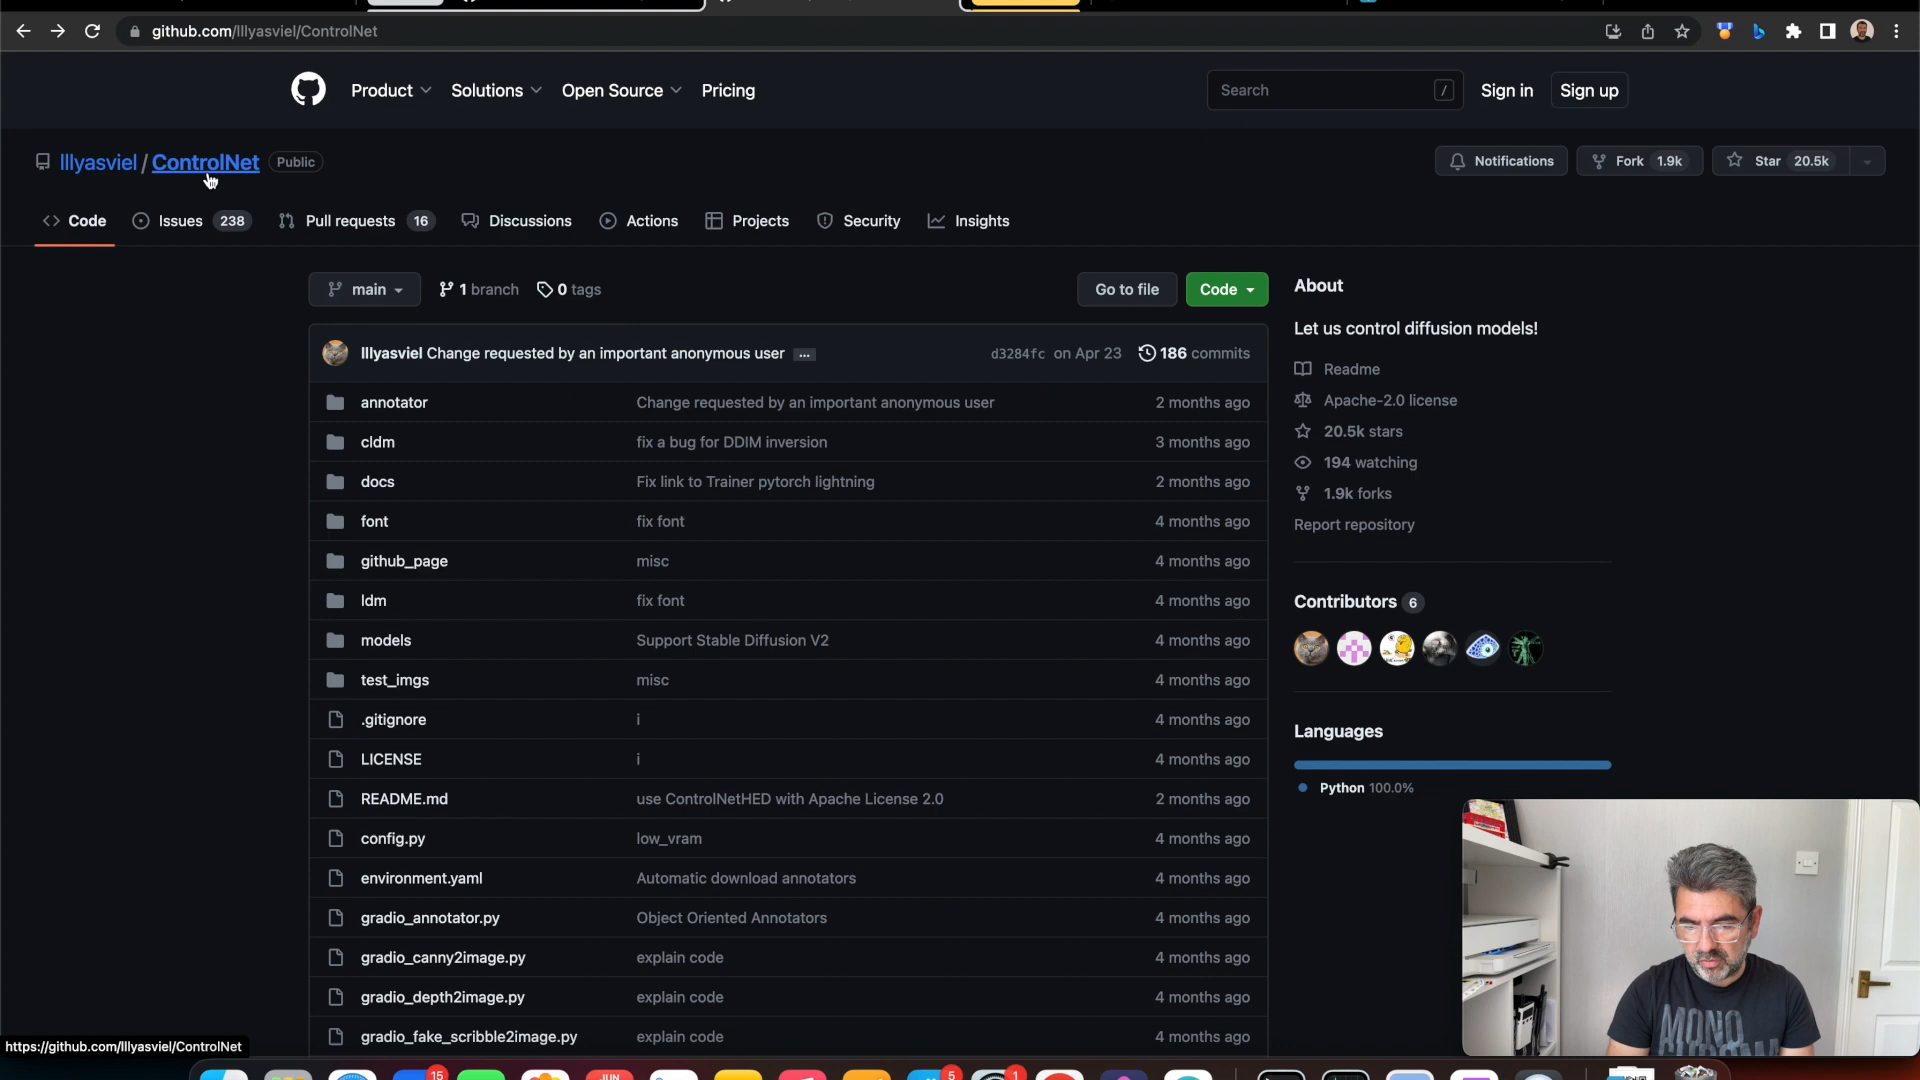 github.com/lllyasviel/ControlNet
Product
Solutions
Open Source
Pricing
Search
/
Sign in
Sign up
lllyasviel / ControlNet
Public
Notifications
Fork 1.9k
Star 20.5k
Code
Issues 238
Pull requests 16
Discussions
Actions
Projects
Security
Insights
main
1 branch
0 tags
Go to file
Code
lllyasviel Change requested by an important anonymous user ...
d3284fc on Apr 23
186 commits
annotator Change requested by an important anonymous user 2 months ago
cldm fix a bug for DDIM inversion 3 months ago
docs Fix link to Trainer pytorch lightning 2 months ago
font fix font 4 months ago
github_page misc 4 months ago
ldm fix font 4 months ago
models Support Stable Diffusion V2 4 months ago
test_imgs misc 4 months ago
.gitignore i 4 months ago
LICENSE i 4 months ago
README.md use ControlNetHED with Apache License 2.0 2 months ago
config.py low_vram 4 months ago
environment.yaml Automatic download annotators 4 months ago
gradio_annotator.py Object Oriented Annotators 4 months ago
gradio_canny2image.py explain code 4 months ago
gradio_depth2image.py explain code 4 months ago
gradio_fake_scribble2image.py explain code 4 months ago
About
Let us control diffusion models!
Readme
Apache-2.0 license
20.5k stars
194 watching
1.9k forks
Report repository
Contributors 6
Languages
Python 100.0%
MONO
https://github.com/lllyasviel/ControlNet
15
JUN
5
1